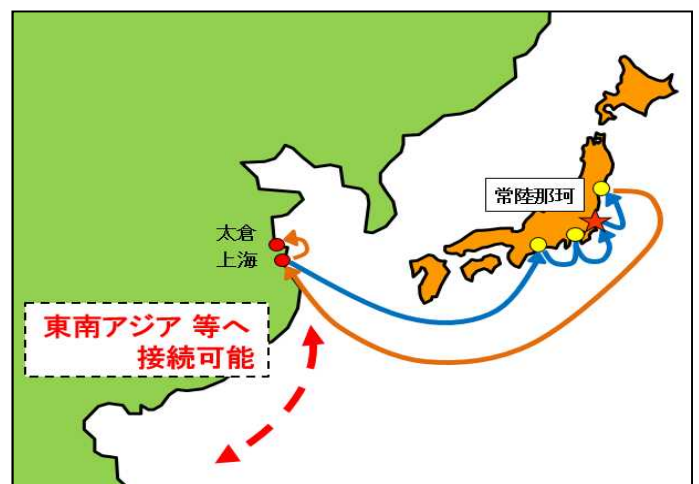 常陸那珂
太倉
上海
東南アジア 等へ
接続可能